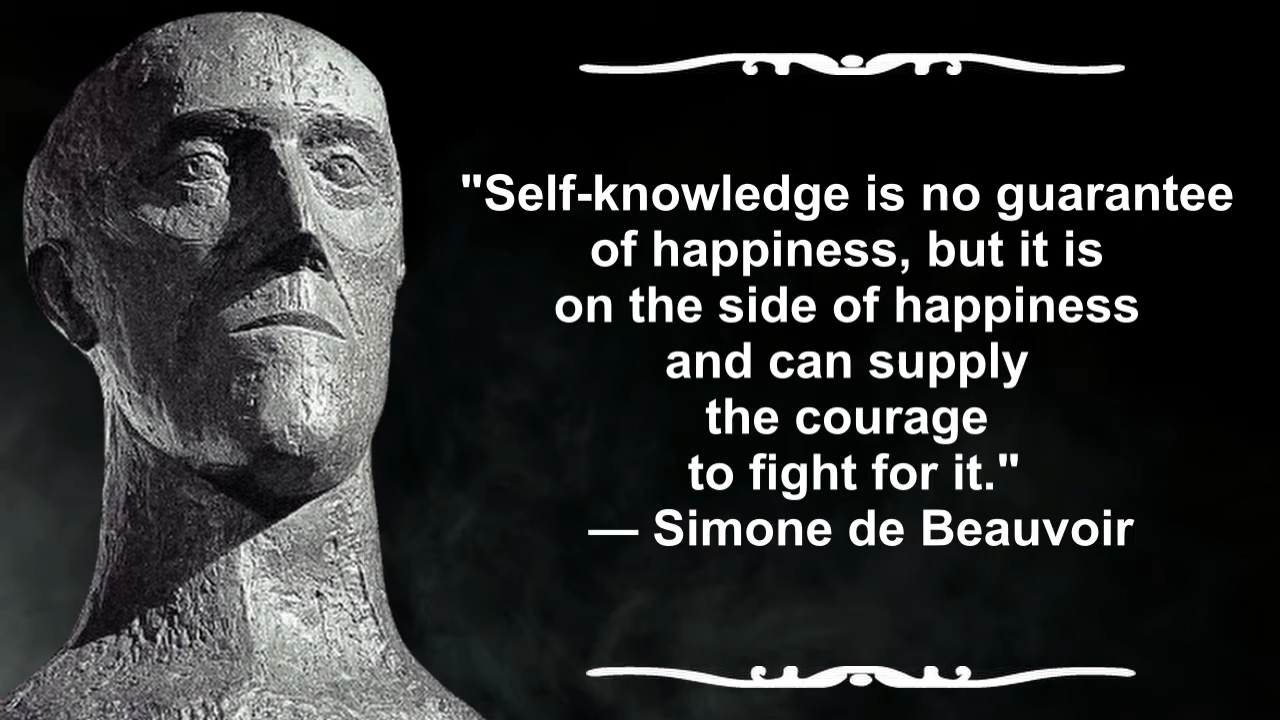 "Self-knowledge is no guarantee
of happiness, but it is
on the side of happiness
and can supply
the courage
to fight for it."
— Simone de Beauvoir